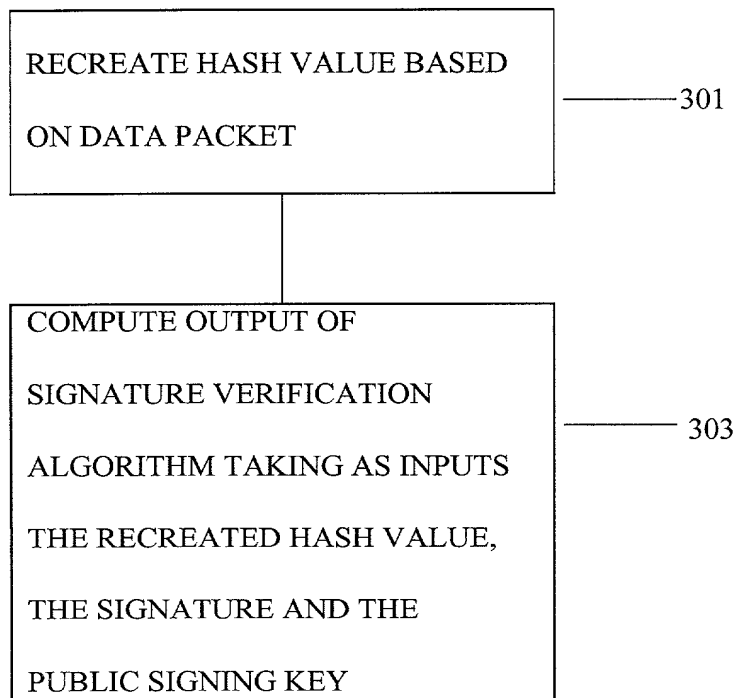 RECREATE HASH VALUE BASED
ON DATA PACKET
301
COMPUTE OUTPUT OF
SIGNATURE VERIFICATION
ALGORITHM TAKING AS INPUTS
THE RECREATED HASH VALUE,
THE SIGNATURE AND THE
PUBLIC SIGNING KEY
303